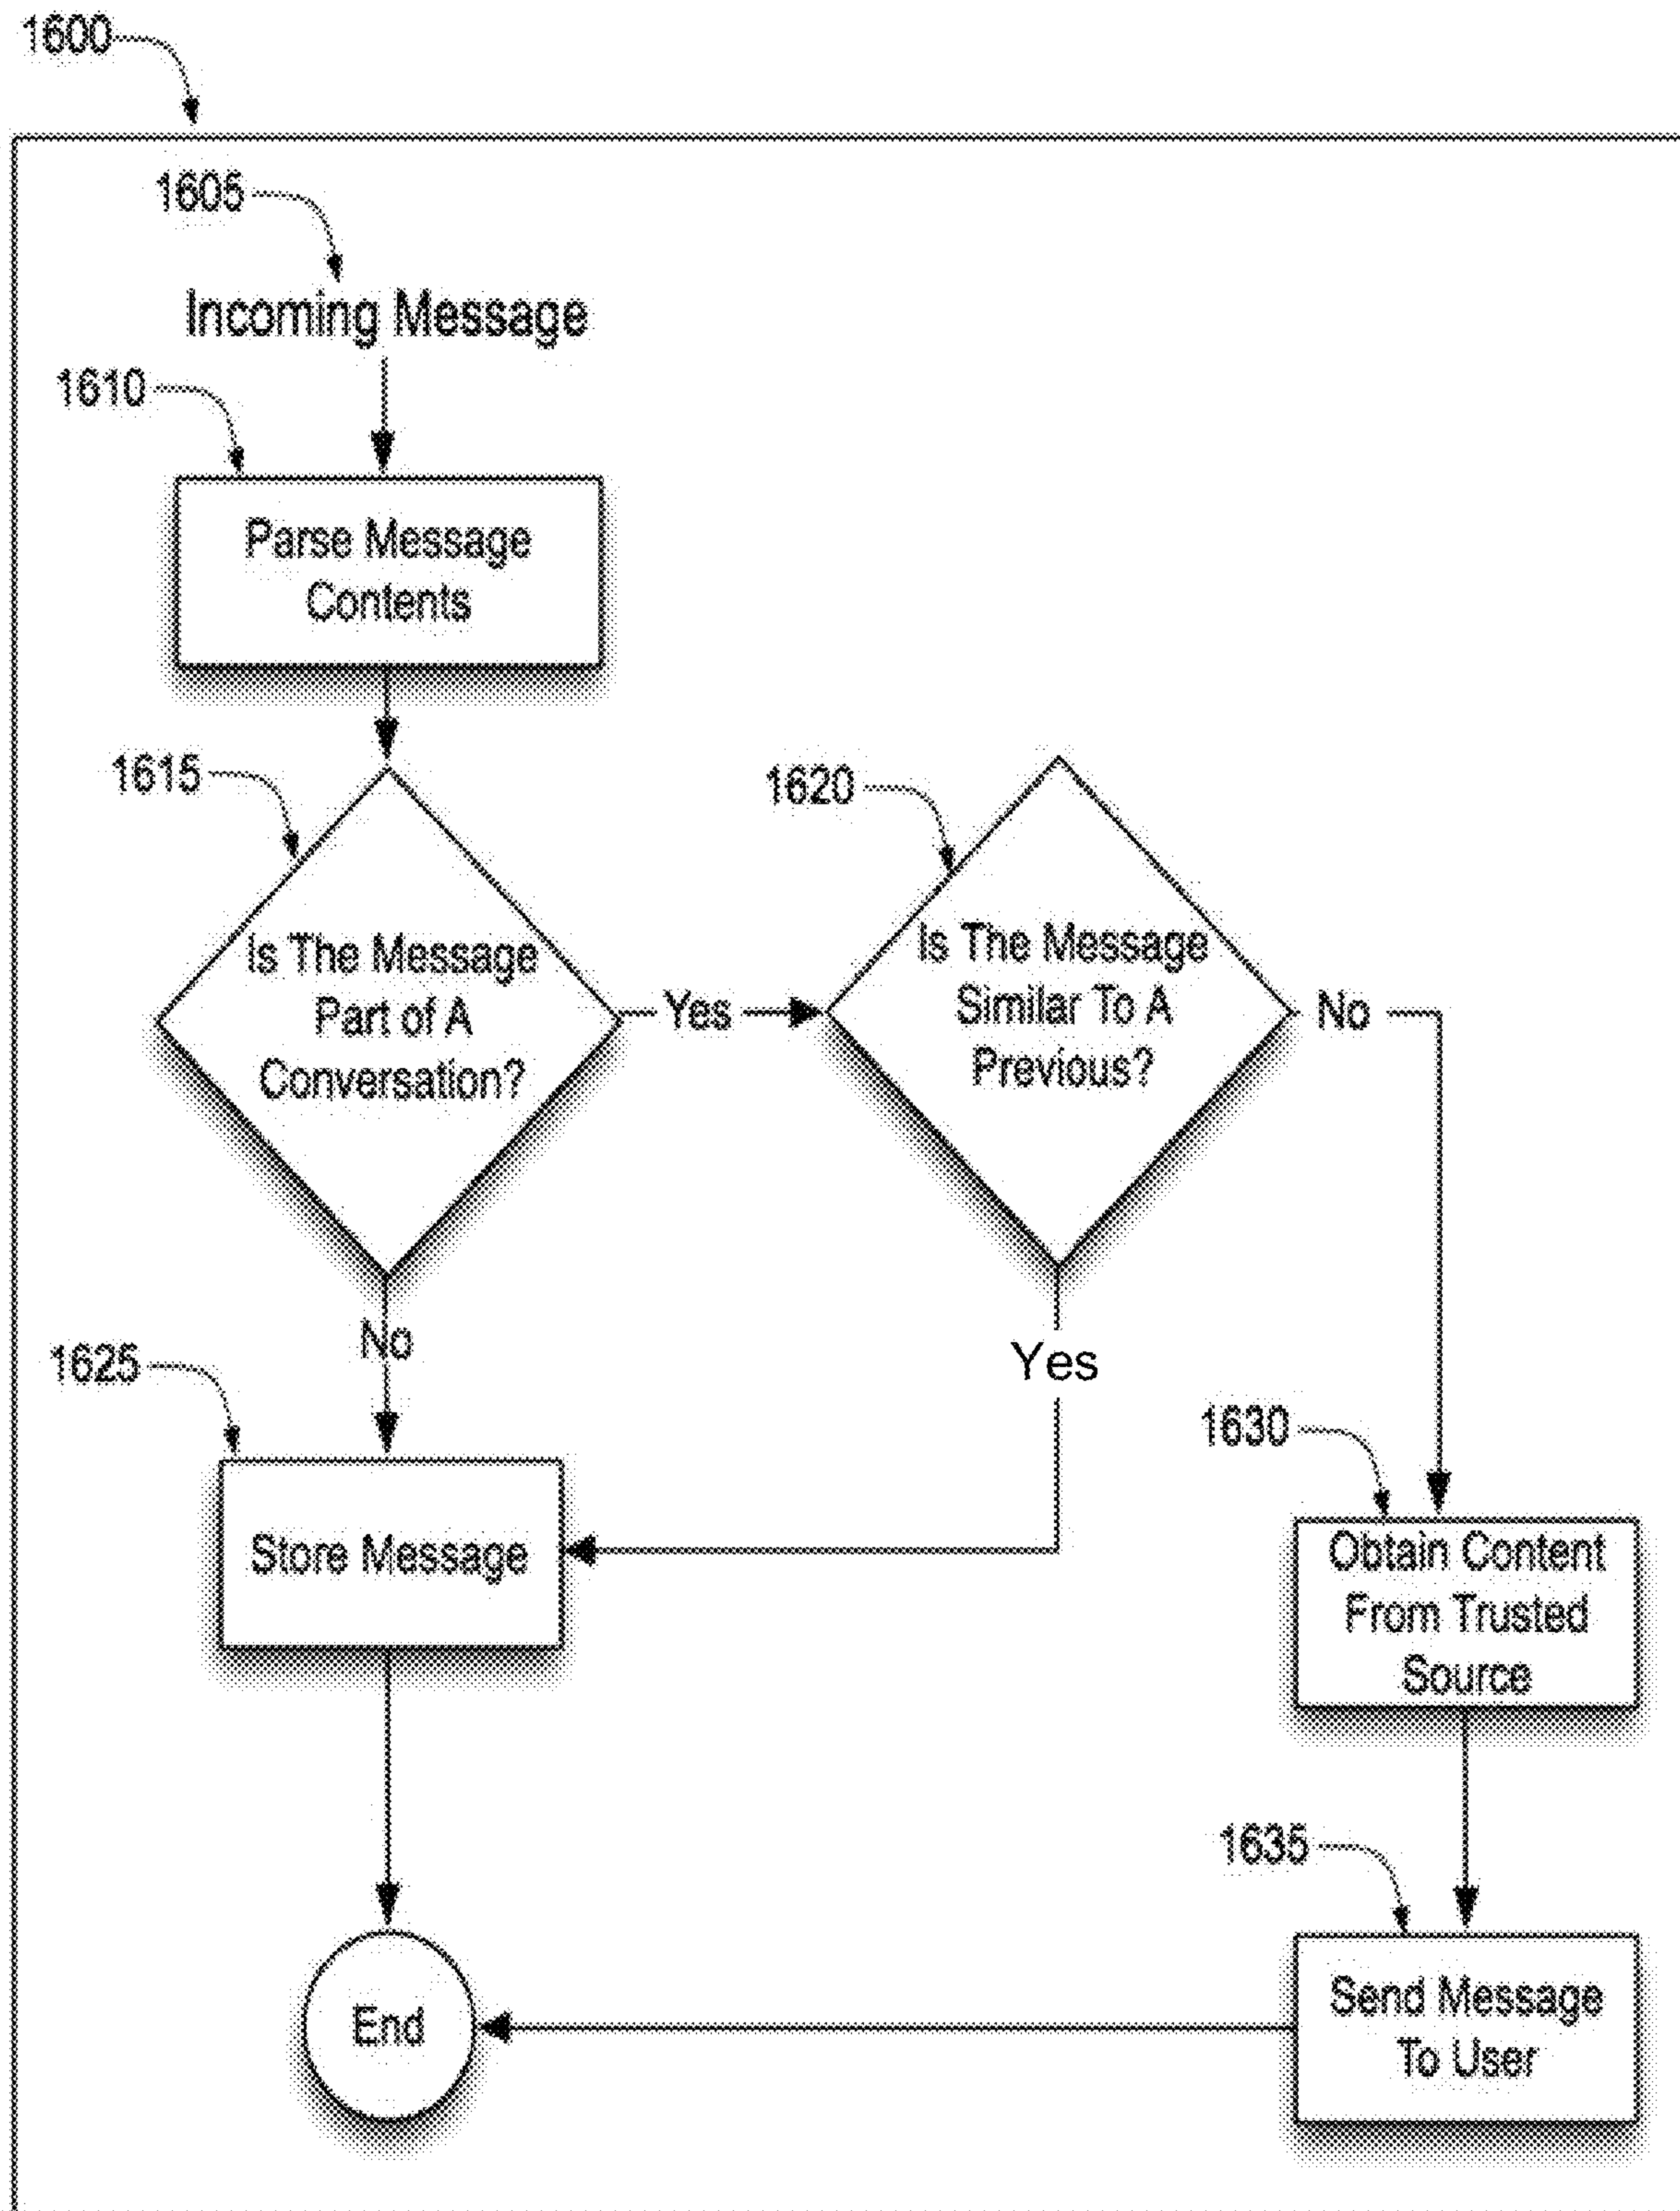 1600
1605
Incoming Message
1610
Parse Message
Contents
1615
Is The Message
Part of A
Conversation?
Yes
1620
Is The Message
Similar To A
Previous?
No
No
Yes
1625
Store Message
1630
Obtain Content
From Trusted
Source
1635
Send Message
To User
End